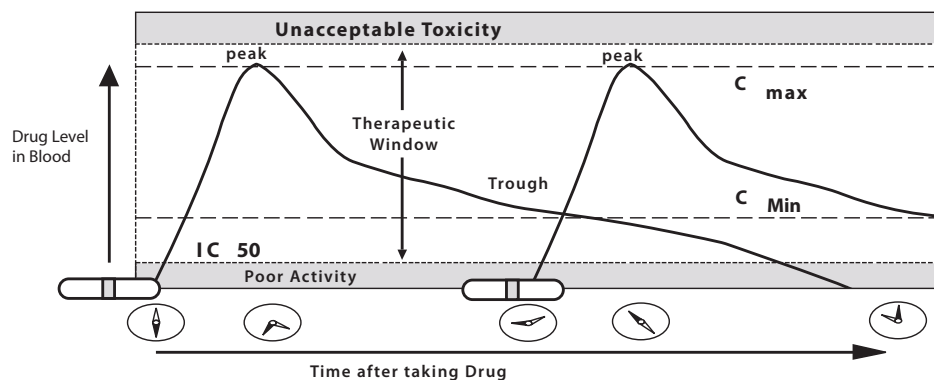 Unacceptable Toxicity
peak
peak
C max
Drug Level
in Blood
Therapeutic
Window
Trough
C Min
IC 50
Poor Activity
Time after taking Drug